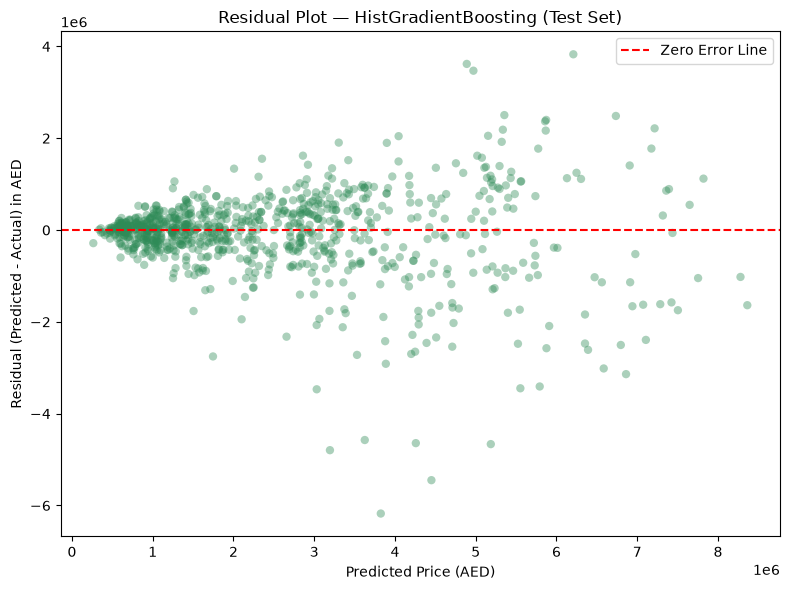 Residual Plot — HistGradientBoosting (Test Set)
1e6
Zero Error Line
4
2
0
−2
−4
−6
Residual (Predicted - Actual) in AED
0 1 2 3 4 5 6 7 8
1e6
Predicted Price (AED)